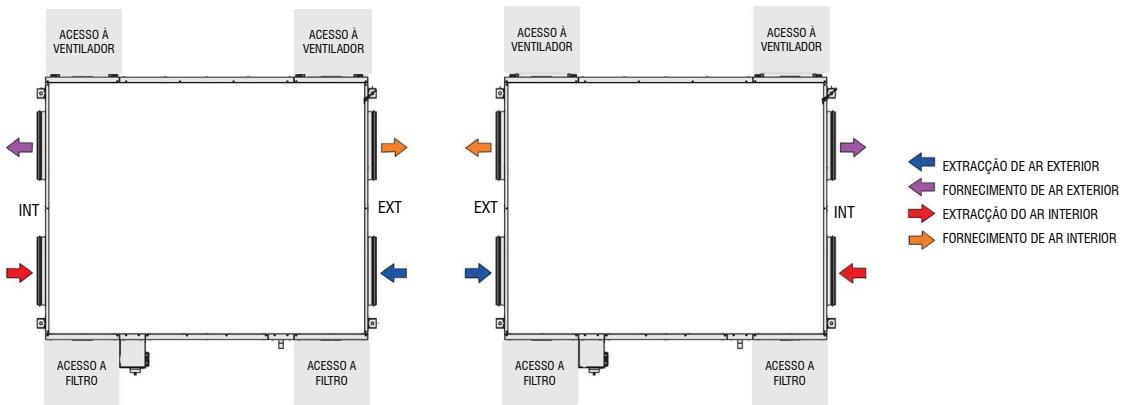 ACESSO À
VENTILADOR
ACESSO À
VENTILADOR
INT
EXT
ACESSO A
FILTRO
ACESSO A
FILTRO
ACESSO À
VENTILADOR
ACESSO À
VENTILADOR
EXT
INT
ACESSO A
FILTRO
ACESSO A
FILTRO
EXTRACÇÃO DE AR EXTERIOR
FORNECIMENTO DE AR EXTERIOR
EXTRACÇÃO DO AR INTERIOR
FORNECIMENTO DE AR INTERIOR